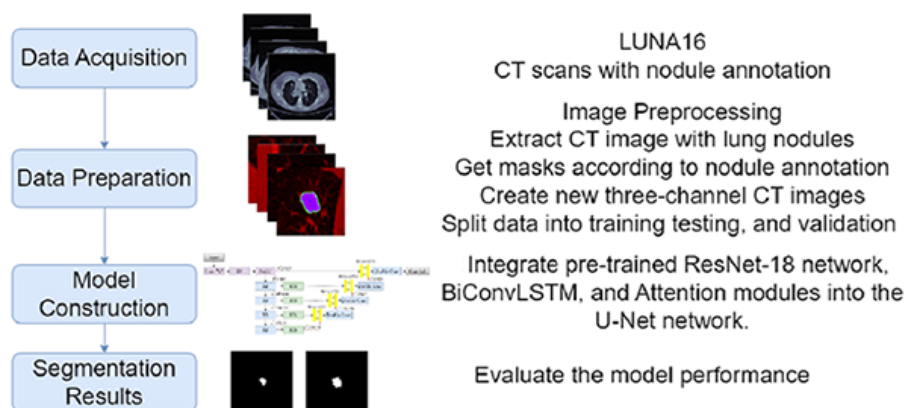 Data Acquisition
LUNA16
CT scans with nodule annotation
Data Preparation
Image Preprocessing
Extract CT image with lung nodules
Get masks according to nodule annotation
Create new three-channel CT images
Split data into training testing, and validation
Model
Construction
Integrate pre-trained ResNet-18 network,
BiConvLSTM, and Attention modules into the
U-Net network.
Segmentation
Results
Evaluate the model performance